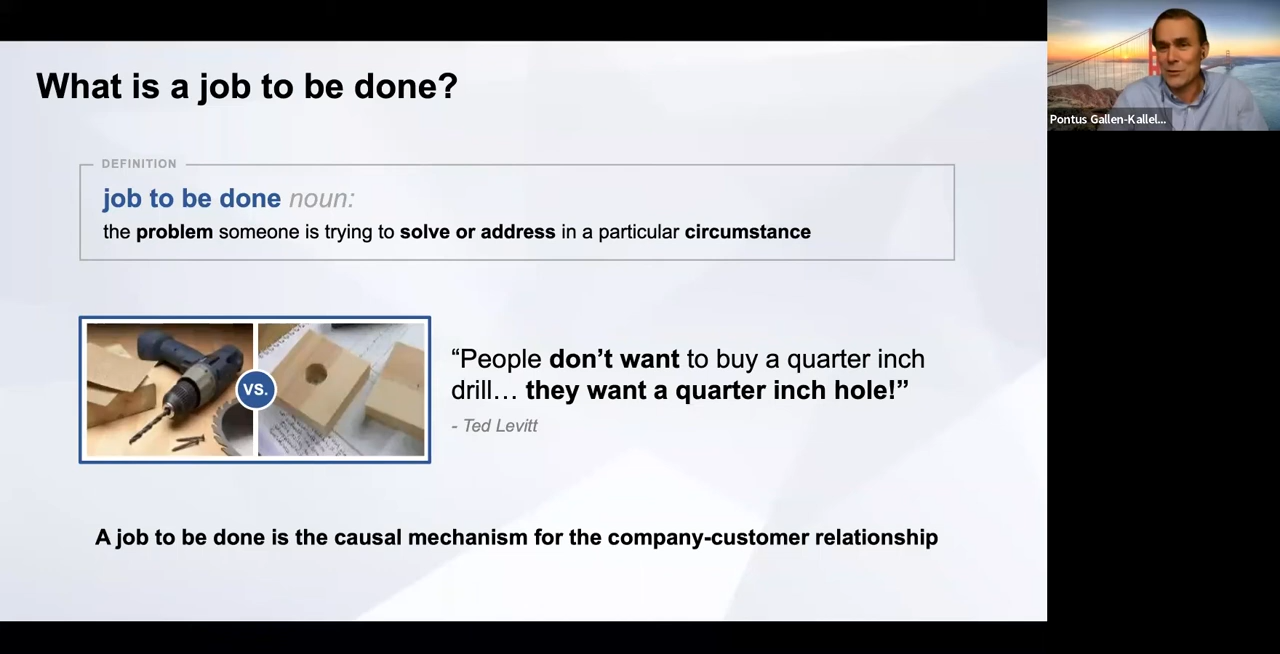 What is a job to be done?
DEFINITION
job to be done noun:
the problem someone is trying to solve or address in a particular circumstance
VS.
“People don’t want to buy a quarter inch
drill… they want a quarter inch hole!”
- Ted Levitt
A job to be done is the causal mechanism for the company-customer relationship
Pontus Gallen-Kallel...